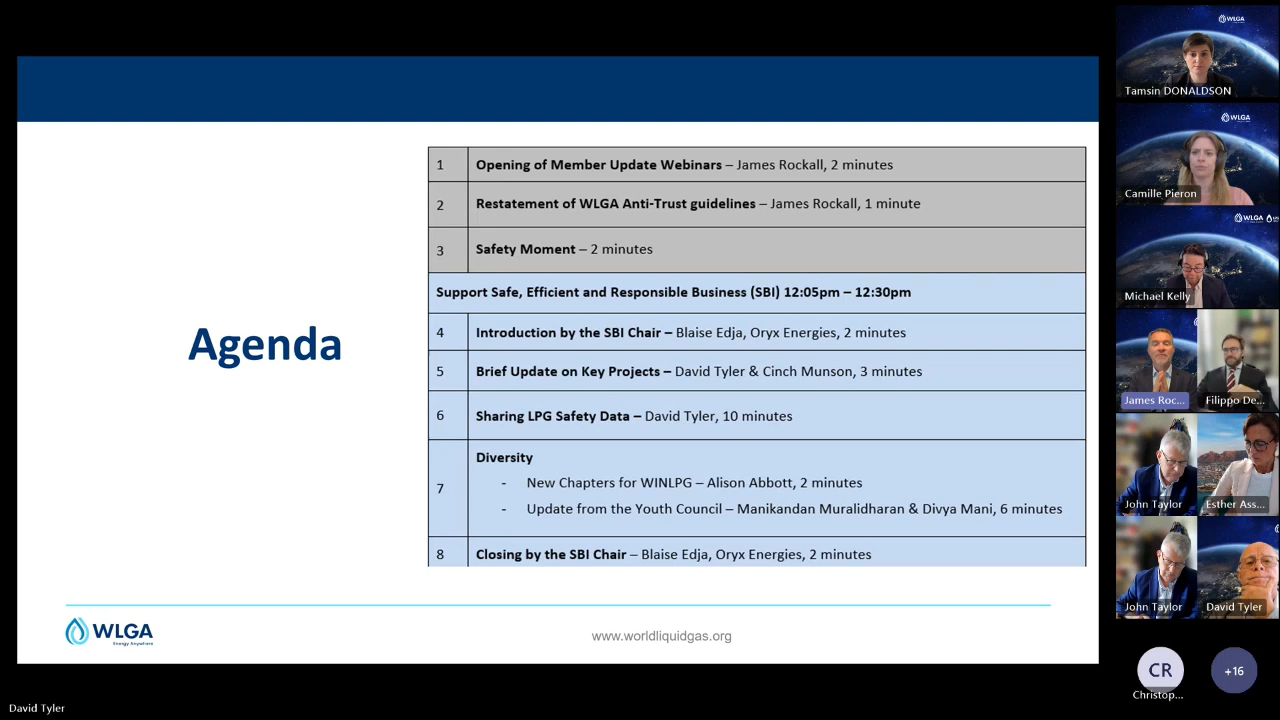 Agenda
1 Opening of Member Update Webinars – James Rockall, 2 minutes
2 Restatement of WLGA Anti-Trust guidelines – James Rockall, 1 minute
3 Safety Moment – 2 minutes
Support Safe, Efficient and Responsible Business (SBI) 12:05pm – 12:30pm
4 Introduction by the SBI Chair – Blaise Edja, Oryx Energies, 2 minutes
5 Brief Update on Key Projects – David Tyler & Cinch Munson, 3 minutes
6 Sharing LPG Safety Data – David Tyler, 10 minutes
7 Diversity
- New Chapters for WINLPG – Alison Abbott, 2 minutes
- Update from the Youth Council – Manikandan Muralidharan & Divya Mani, 6 minutes
8 Closing by the SBI Chair – Blaise Edja, Oryx Energies, 2 minutes
WLGA
Energy Anywhere
www.worldliquidgas.org
David Tyler
WLGA
Tamsin DONALDSON
WLGA
Camille Pieron
WLGA
Michael Kelly
James Roc...
Filippo De...
John Taylor
Esther Ass...
John Taylor
David Tyler
CR
Christop...
+16